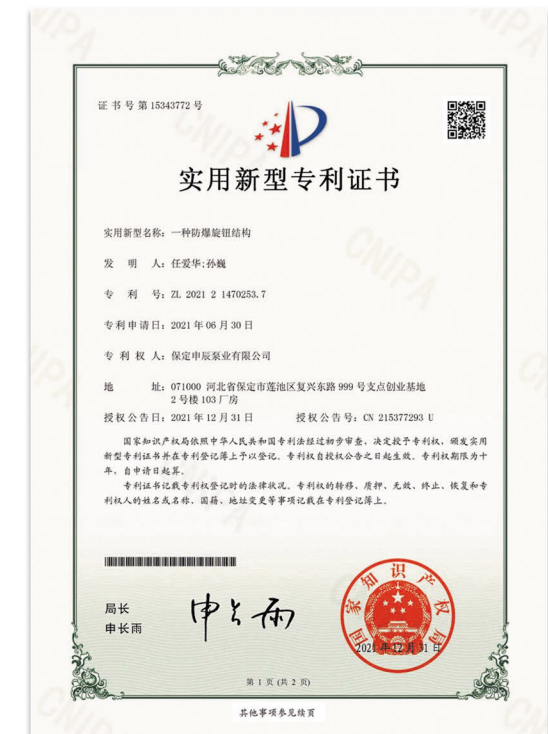 证书号第15343772号
实用新型专利证书
实用新型名称：一种防爆旋钮结构
发 明 人：任爱华;孙巍
专 利 号：ZL 2021 2 1470253.7
专利申请日：2021年06月30日
专 利 权 人：保定申辰泵业有限公司
地 址：071000 河北省保定市莲池区复兴东路999号支点创业基地
2号楼103厂房
授权公告日：2021年12月31日 授权公告号：CN 215377293 U
国家知识产权局依照中华人民共和国专利法经过初步审查，决定授予专利权，颁发实用
新型专利证书并在专利登记簿上予以登记。专利权自授权公告之日起生效。专利权期限为十
年，自申请日起算。
专利证书记载专利权登记时的法律状况。专利权的转移、质押、无效、终止、恢复和专
利权人的姓名或名称、国籍、地址变更等事项记载在专利登记簿上。
局长
申长雨
申长雨
国家知识产权局
2021年12月31日
第 1 页 (共 2 页)
其他事项参见续页
CNIPA